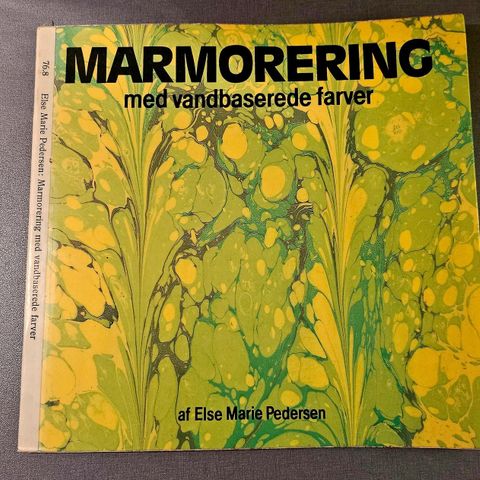 MARMORERING
med vandbaserede farver
af Else Marie Pedersen
76.8 Else Marie Pedersen: Marmorering med vandbaserede farver